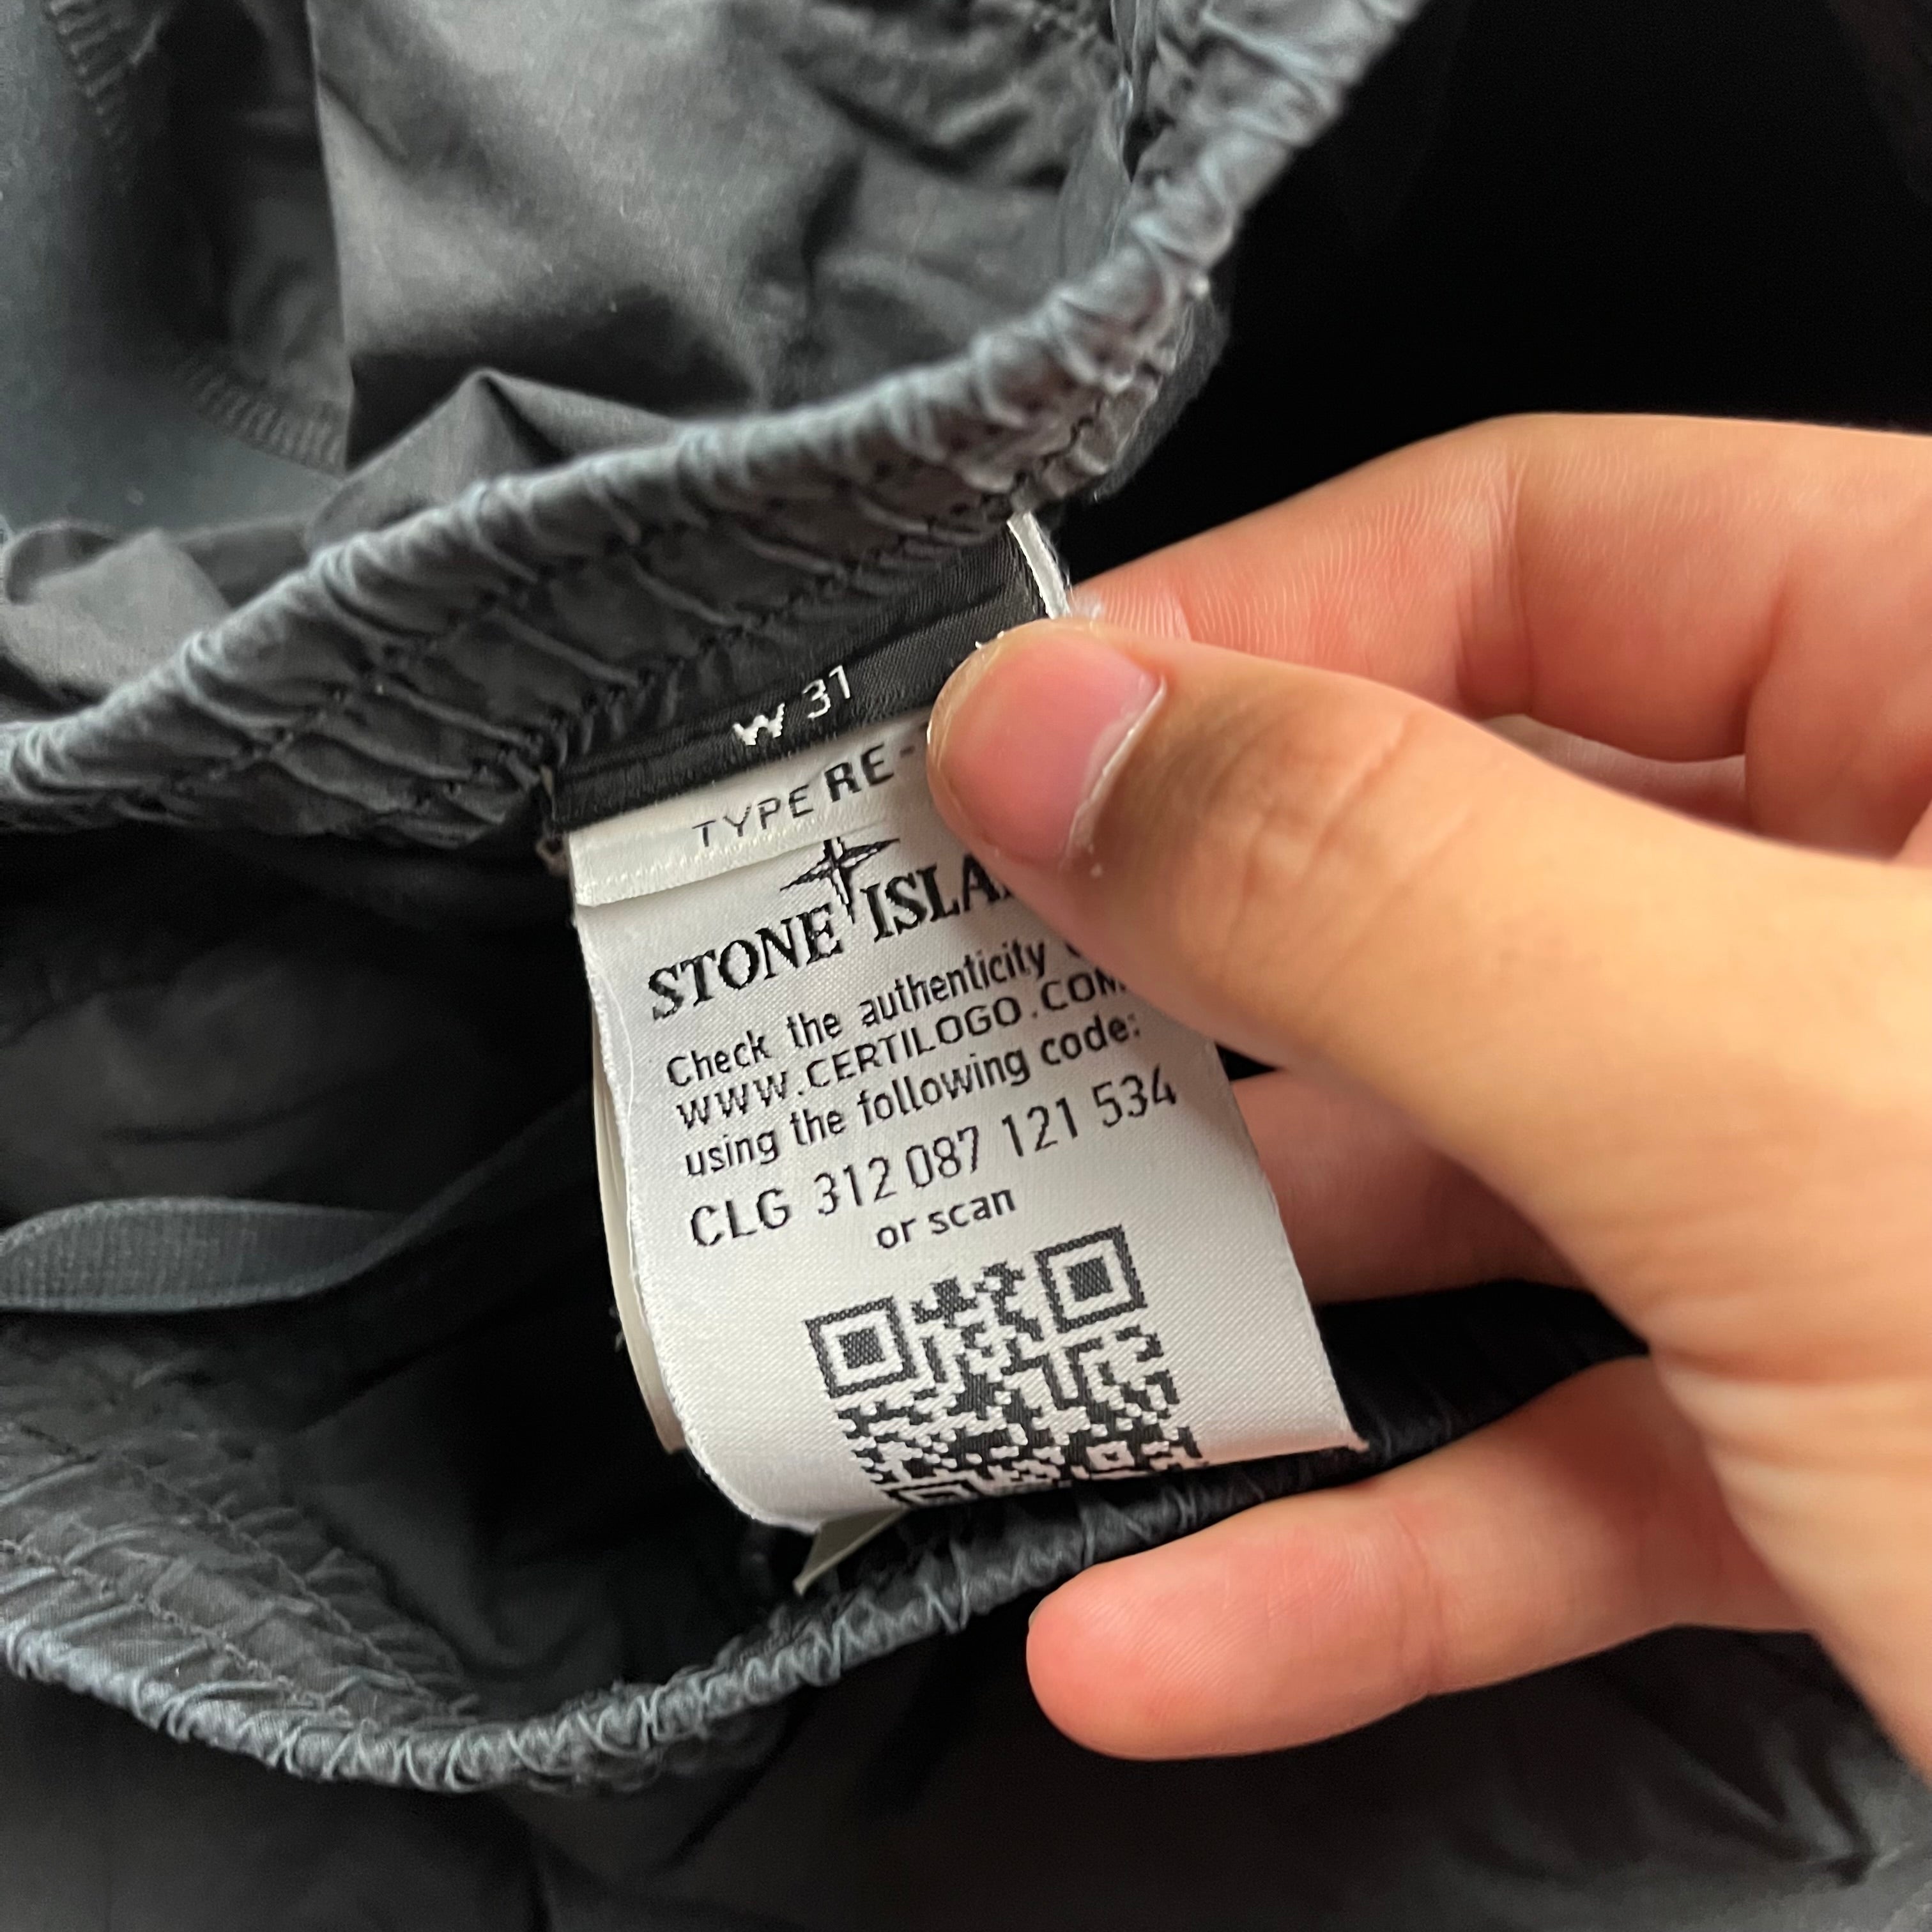 W 31
TYPE RE-
STONE ISLA
Check the authenticity
WWW.CERTILOGO.COM
using the following code:
CLG 312 087 121 534
or scan